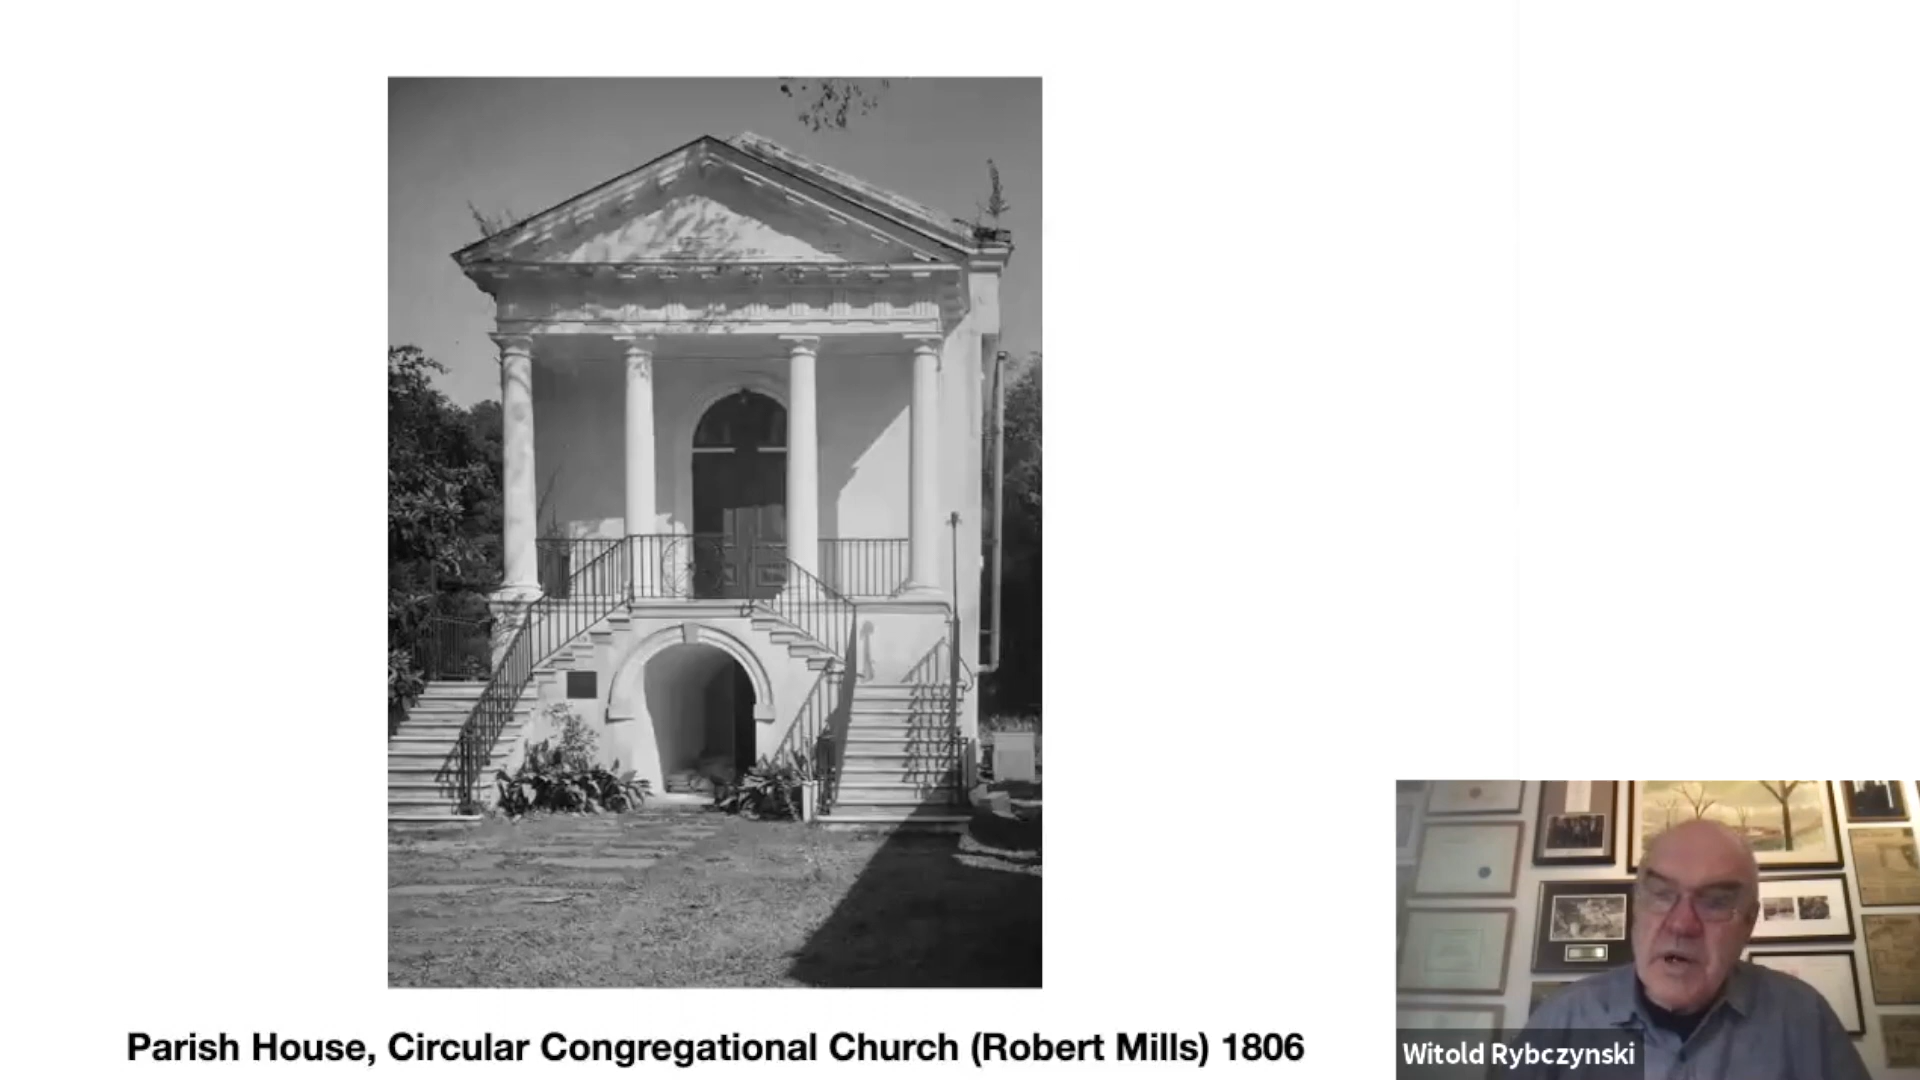 Parish House, Circular Congregational Church (Robert Mills) 1806
Witold Rybczynski